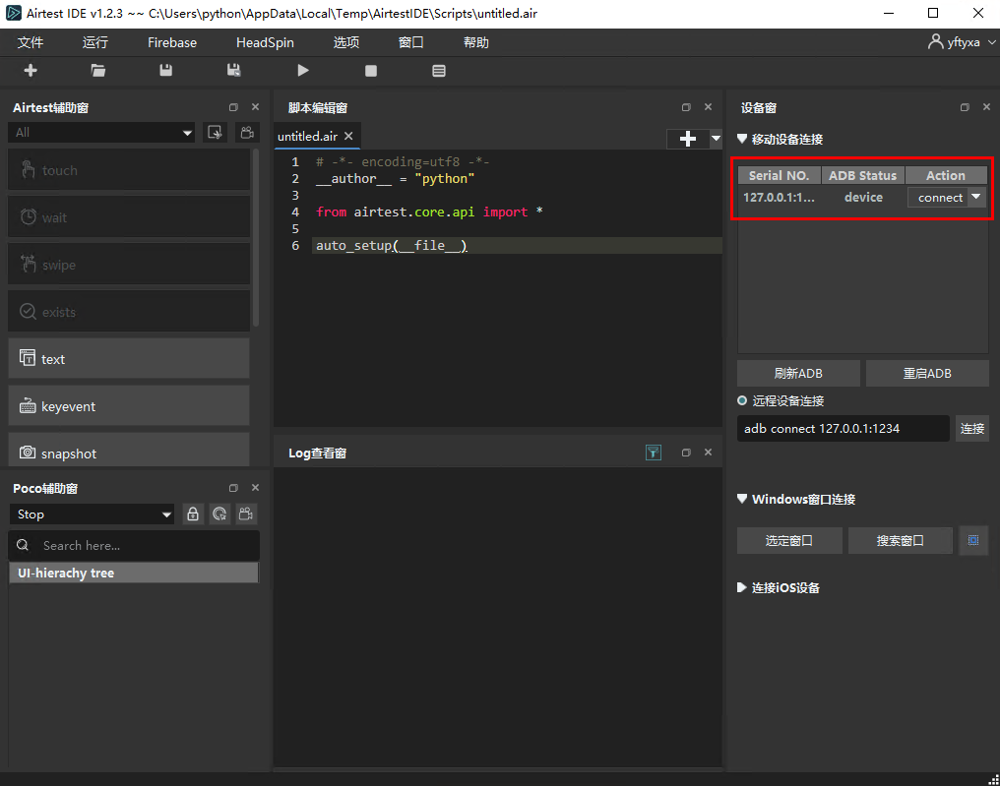 Airtest IDE v1.2.3 ~~ C:\Users\python\AppData\Local\Temp\AirtestIDE\Scripts\untitled.air
文件 运行 Firebase HeadSpin 选项 窗口 帮助 yftyxa
Airtest辅助窗
All
touch
wait
swipe
exists
text
keyevent
snapshot
Poco辅助窗
Stop
Search here...
UI-hierachy tree
脚本编辑窗
untitled.air
1 # -*- encoding=utf8 -*-
2 __author__ = "python"
3
4 from airtest.core.api import *
5
6 auto_setup(__file__)
Log查看窗
设备窗
移动设备连接
Serial NO. ADB Status Action
127.0.0.1:1... device connect
刷新ADB 重启ADB
远程设备连接
adb connect 127.0.0.1:1234 连接
Windows窗口连接
选定窗口 搜索窗口
连接iOS设备